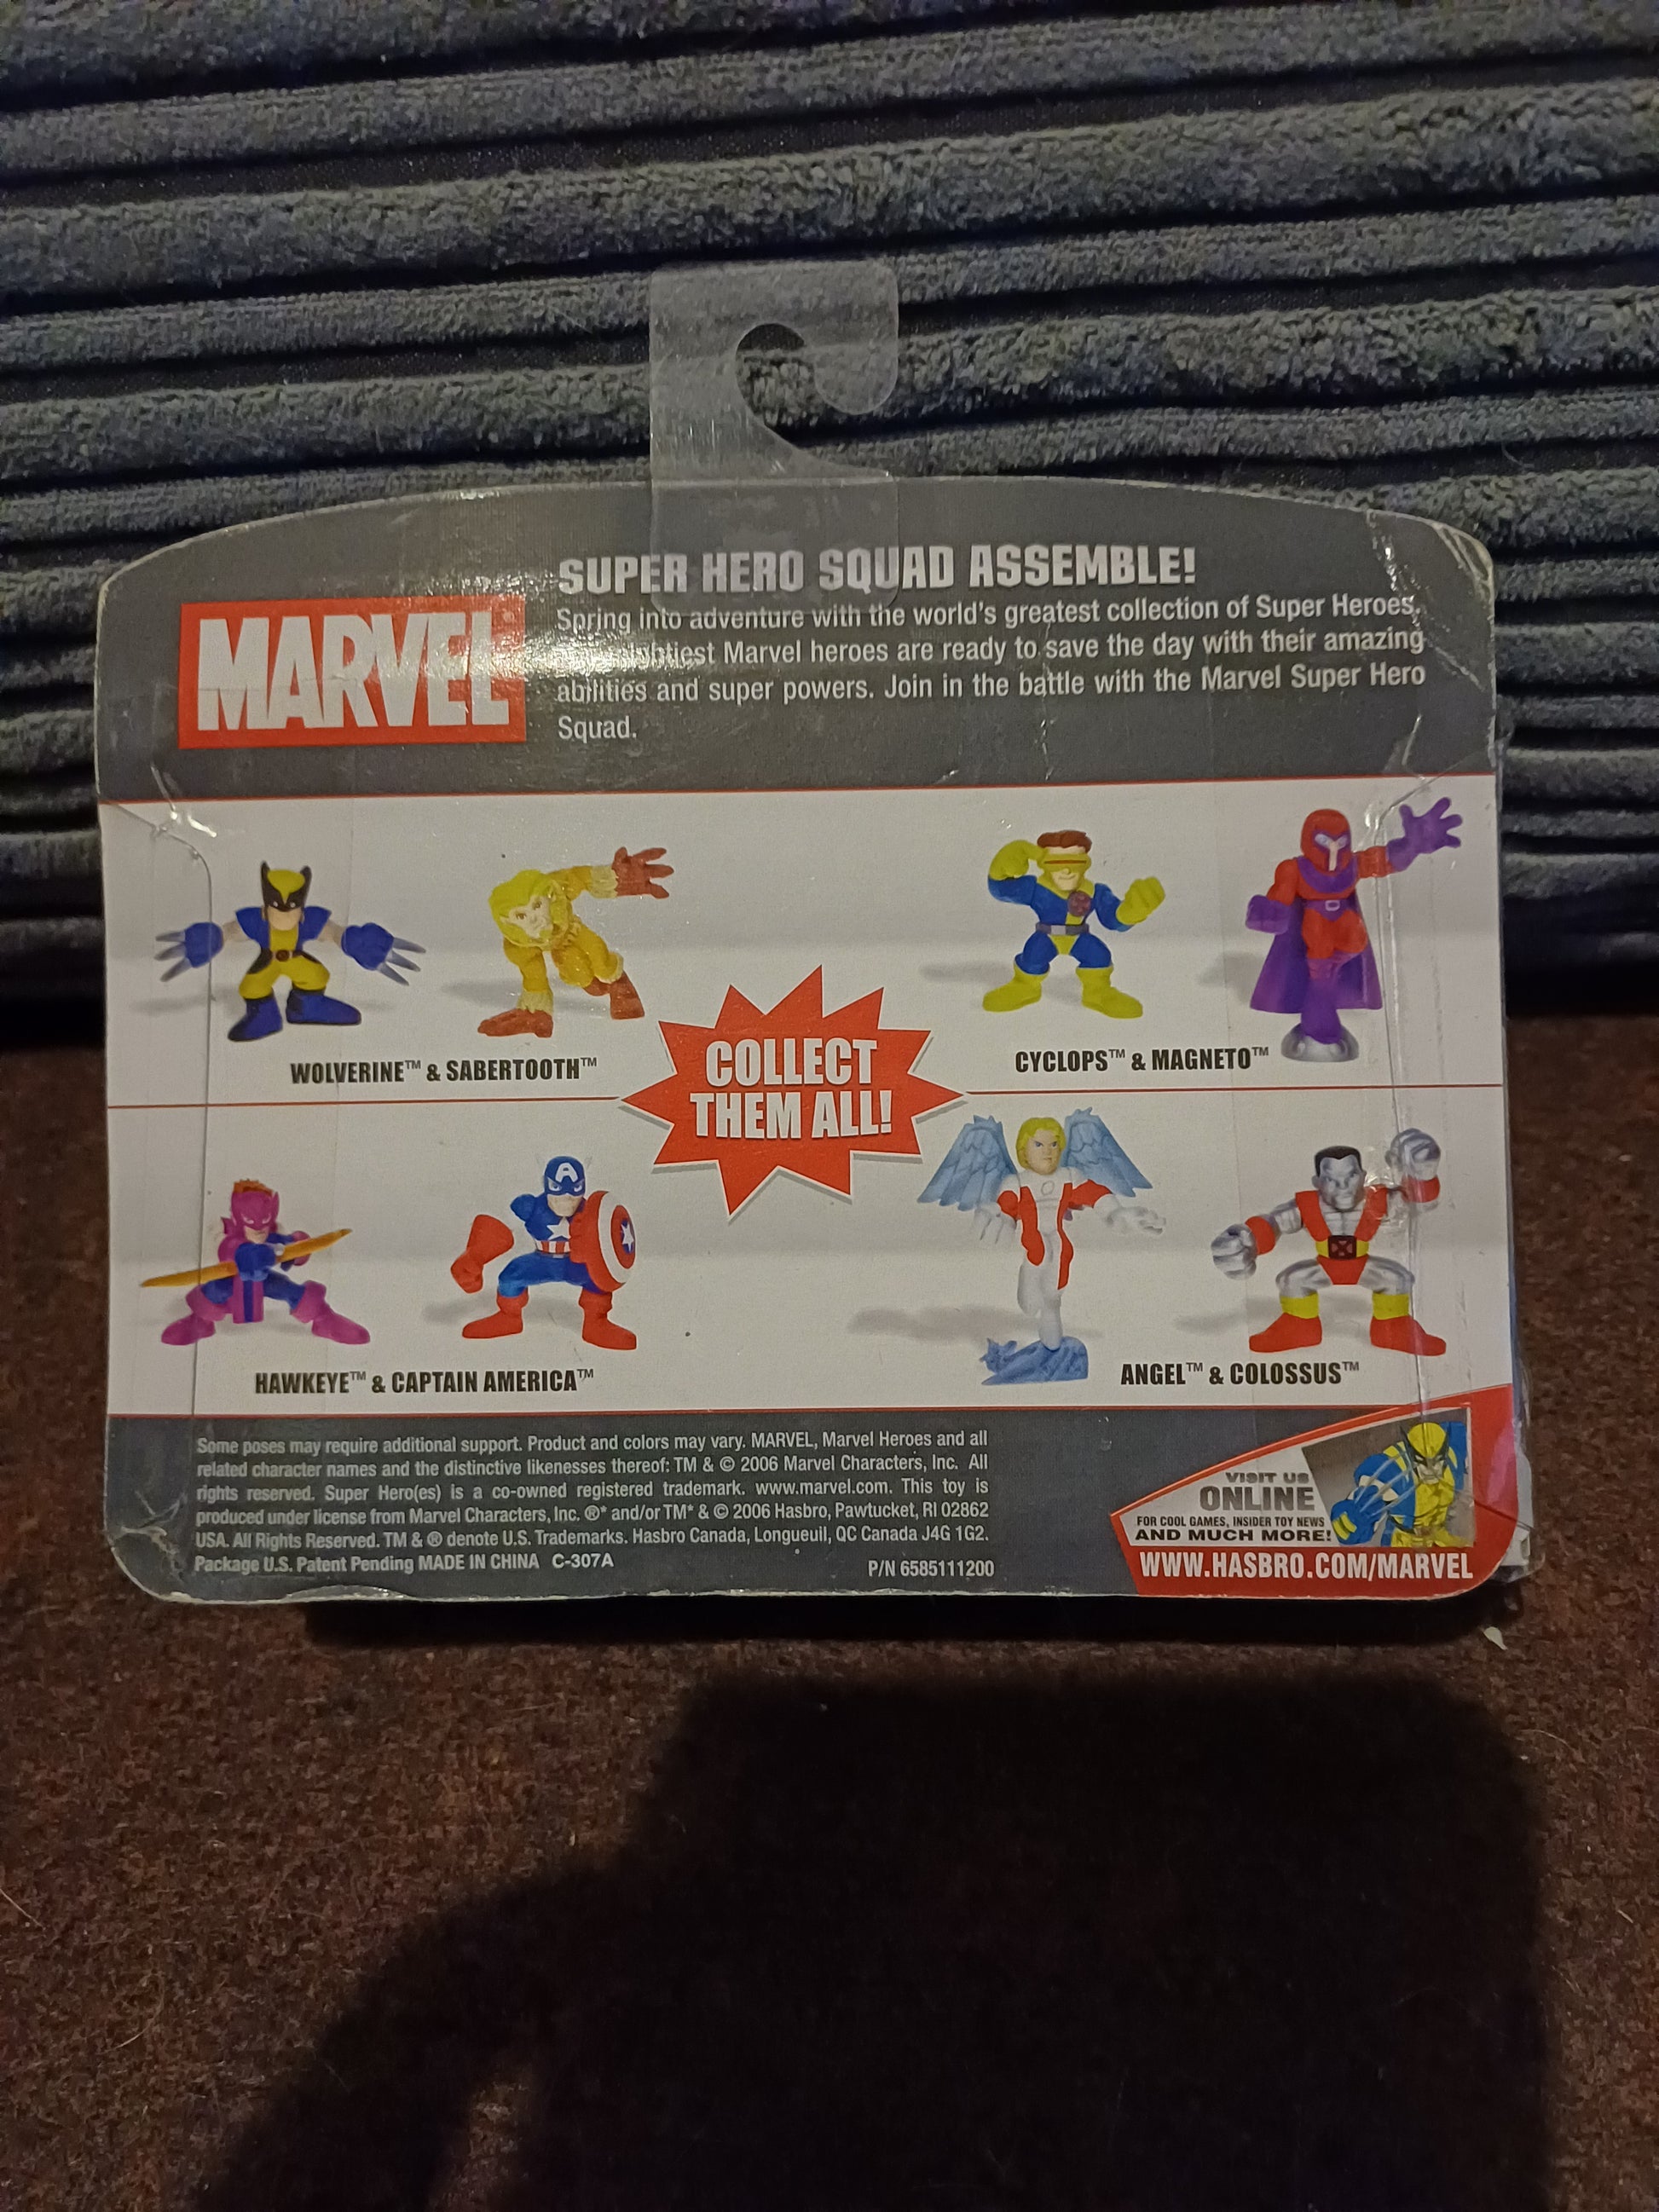 SUPER HERO SQUAD ASSEMBLE!
MARVEL
Spring into adventure with the world's greatest collection of Super Heroes.
Marvel heroes are ready to save the day with their amazing
abilities and super powers. Join in the battle with the Marvel Super Hero
Squad.
WOLVERINE™ & SABERTOOTH™
CYCLOPS™ & MAGNETO™
COLLECT
THEM ALL!
HAWKEYE™ & CAPTAIN AMERICA™
ANGEL™ & COLOSSUS™
A
Some poses may require additional support. Product and colors may vary. MARVEL, Marvel Heroes and all
related character names and the distinctive likenesses thereof: TM & © 2006 Marvel Characters, Inc. All
rights reserved. Super Hero(es) is a co-owned registered trademark. www.marvel.com. This toy is
produced under license from Marvel Characters, Inc. ®* and/or TM* & © 2006 Hasbro, Pawtucket, RI 02862
USA. All Rights Reserved. TM & ® denote U.S. Trademarks. Hasbro Canada, Longueuil, QC Canada J4G 1G2.
Package U.S. Patent Pending MADE IN CHINA C-307A
P/N 6585111200
VISIT US
ONLINE
FOR COOL GAMES, INSIDER TOY NEWS
AND MUCH MORE!
WWW.HASBRO.COM/MARVEL